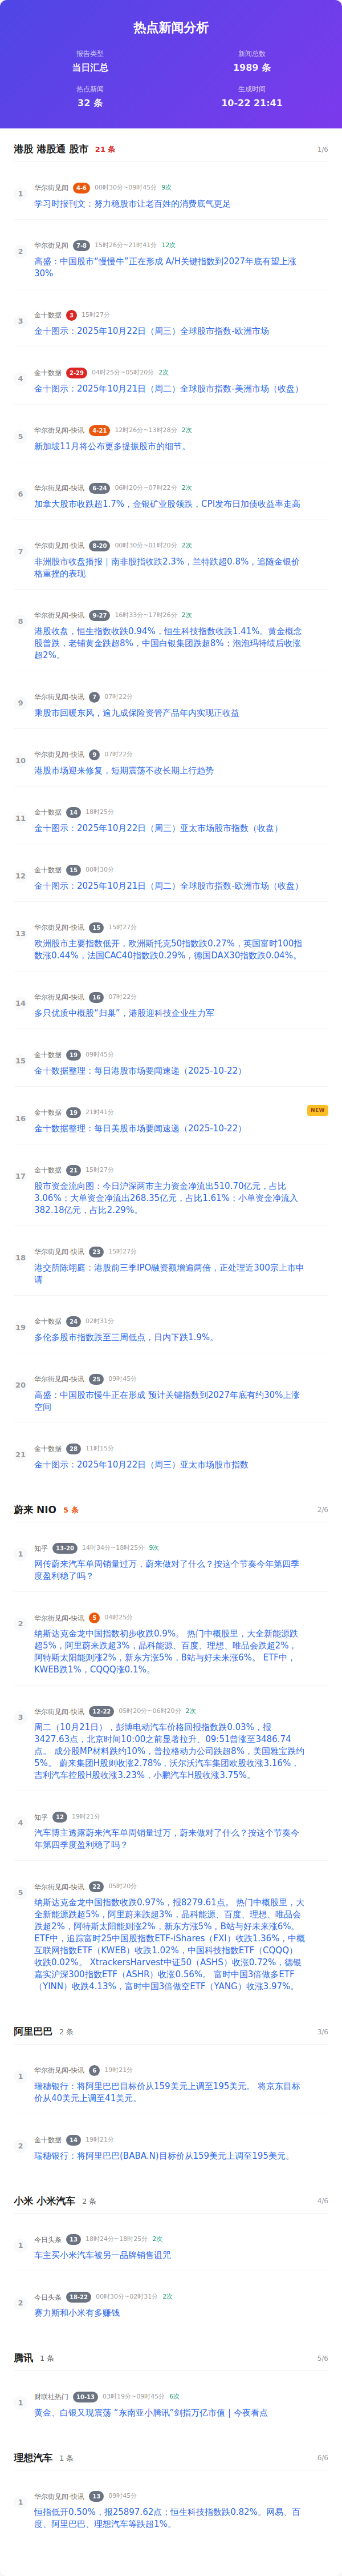 热点新闻分析
报告类型
新闻总数
当日汇总
1989 条
热点新闻
生成时间
32 条
10-22 21:41
港股 港股通 股市 21 条 1/6
1
华尔街见闻 4-6 00时30分~09时45分 9次
学习时报刊文：努力稳股市让老百姓的消费底气更足
2
华尔街见闻 7-8 15时26分~21时41分 12次
高盛：中国股市“慢慢牛”正在形成 A/H关键指数到2027年底有望上涨
30%
3
金十数据 3 15时27分
金十图示：2025年10月22日（周三）全球股市指数-欧洲市场
4
金十数据 2-29 04时25分~05时20分 2次
金十图示：2025年10月21日（周二）全球股市指数-美洲市场（收盘）
5
华尔街见闻-快讯 4-21 12时26分~13时28分 2次
新加坡11月将公布更多提振股市的细节。
6
华尔街见闻-快讯 6-24 06时20分~07时22分 2次
加拿大股市收跌超1.7%，金银矿业股领跌，CPI发布日加债收益率走高
7
华尔街见闻-快讯 8-20 00时30分~01时20分 2次
非洲股市收盘播报｜南非股指收跌2.3%，兰特跌超0.8%，追随金银价
格重挫的表现
8
华尔街见闻-快讯 9-27 16时33分~17时26分 2次
港股收盘，恒生指数收跌0.94%，恒生科技指数收跌1.41%。黄金概念
股普跌，老铺黄金跌超8%，中国白银集团跌超8%；泡泡玛特绩后收涨
超2%。
9
华尔街见闻-快讯 7 07时22分
乘股市回暖东风，逾九成保险资管产品年内实现正收益
10
华尔街见闻-快讯 9 07时22分
港股市场迎来修复，短期震荡不改长期上行趋势
11
金十数据 14 18时25分
金十图示：2025年10月22日（周三）亚太市场股市指数（收盘）
12
金十数据 15 00时30分
金十图示：2025年10月21日（周二）全球股市指数-欧洲市场（收盘）
13
华尔街见闻-快讯 15 15时27分
欧洲股市主要指数低开，欧洲斯托克50指数跌0.27%，英国富时100指
数涨0.44%，法国CAC40指数跌0.29%，德国DAX30指数跌0.04%。
14
华尔街见闻-快讯 16 07时22分
多只优质中概股“归巢”，港股迎科技企业生力军
15
金十数据 19 09时45分
金十数据整理：每日港股市场要闻速递（2025-10-22）
16
金十数据 19 21时41分
NEW
金十数据整理：每日美股市场要闻速递（2025-10-22）
17
金十数据 21 15时27分
股市资金流向图：今日沪深两市主力资金净流出510.70亿元，占比
3.06%；大单资金净流出268.35亿元，占比1.61%；小单资金净流入
382.18亿元，占比2.29%。
18
华尔街见闻-快讯 23 15时27分
港交所陈翊庭：港股前三季IPO融资额增逾两倍，正处理近300宗上市申
请
19
金十数据 24 02时31分
多伦多股市指数跌至三周低点，日内下跌1.9%。
20
华尔街见闻-快讯 25 09时45分
高盛：中国股市慢牛正在形成 预计关键指数到2027年底有约30%上涨
空间
21
金十数据 28 11时15分
金十图示：2025年10月22日（周三）亚太市场股市指数
蔚来 NIO 5 条 2/6
1
知乎 13-20 14时34分~18时25分 9次
网传蔚来汽车单周销量过万，蔚来做对了什么？按这个节奏今年第四季
度盈利稳了吗？
2
华尔街见闻-快讯 5 04时25分
纳斯达克金龙中国指数初步收跌0.9%。 热门中概股里，大全新能源跌
超5%，阿里蔚来跌超3%，晶科能源、百度、理想、唯品会跌超2%，
阿特斯太阳能则涨2%，新东方涨5%，B站与好未来涨6%。 ETF中，
KWEB跌1%，CQQQ涨0.1%。
3
华尔街见闻-快讯 12-22 05时20分~06时20分 2次
周二（10月21日），彭博电动汽车价格回报指数跌0.03%，报
3427.63点，北京时间10:00之前显著拉升、09:51曾涨至3486.74
点。 成分股MP材料跌约10%，普拉格动力公司跌超8%，美国雅宝跌约
5%。 蔚来集团H股则收涨2.78%，沃尔沃汽车集团欧股收涨3.16%，
吉利汽车控股H股收涨3.23%，小鹏汽车H股收涨3.75%。
4
知乎 12 19时21分
汽车博主透露蔚来汽车单周销量过万，蔚来做对了什么？按这个节奏今
年第四季度盈利稳了吗？
5
华尔街见闻-快讯 22 05时20分
纳斯达克金龙中国指数收跌0.97%，报8279.61点。 热门中概股里，大
全新能源跌超5%，阿里蔚来跌超3%，晶科能源、百度、理想、唯品会
跌超2%，阿特斯太阳能则涨2%，新东方涨5%，B站与好未来涨6%。
ETF中，追踪富时25中国股指数ETF-iShares（FXI）收跌1.36%，中概
互联网指数ETF（KWEB）收跌1.02%，中国科技指数ETF（CQQQ）
收跌0.02%。 XtrackersHarvest中证50（ASHS）收涨0.72%，德银
嘉实沪深300指数ETF（ASHR）收涨0.56%。 富时中国3倍做多ETF
（YINN）收跌4.13%，富时中国3倍做空ETF（YANG）收涨3.97%。
阿里巴巴 2 条 3/6
1
华尔街见闻-快讯 6 19时21分
瑞穗银行：将阿里巴巴目标价从159美元上调至195美元。 将京东目标
价从40美元上调至41美元。
2
金十数据 14 19时21分
瑞穗银行：将阿里巴巴(BABA.N)目标价从159美元上调至195美元。
小米 小米汽车 2 条 4/6
1
今日头条 13 18时24分~18时25分 2次
车主买小米汽车被另一品牌销售诅咒
2
今日头条 18-22 00时30分~02时31分 2次
赛力斯和小米有多赚钱
腾讯 1 条 5/6
1
财联社热门 10-13 03时19分~09时45分 6次
黄金、白银又现震荡 “东南亚小腾讯”剑指万亿市值 | 今夜看点
理想汽车 1 条 6/6
1
华尔街见闻-快讯 13 09时45分
恒指低开0.50%，报25897.62点；恒生科技指数跌0.82%。网易、百
度、阿里巴巴、理想汽车等跌超1%。